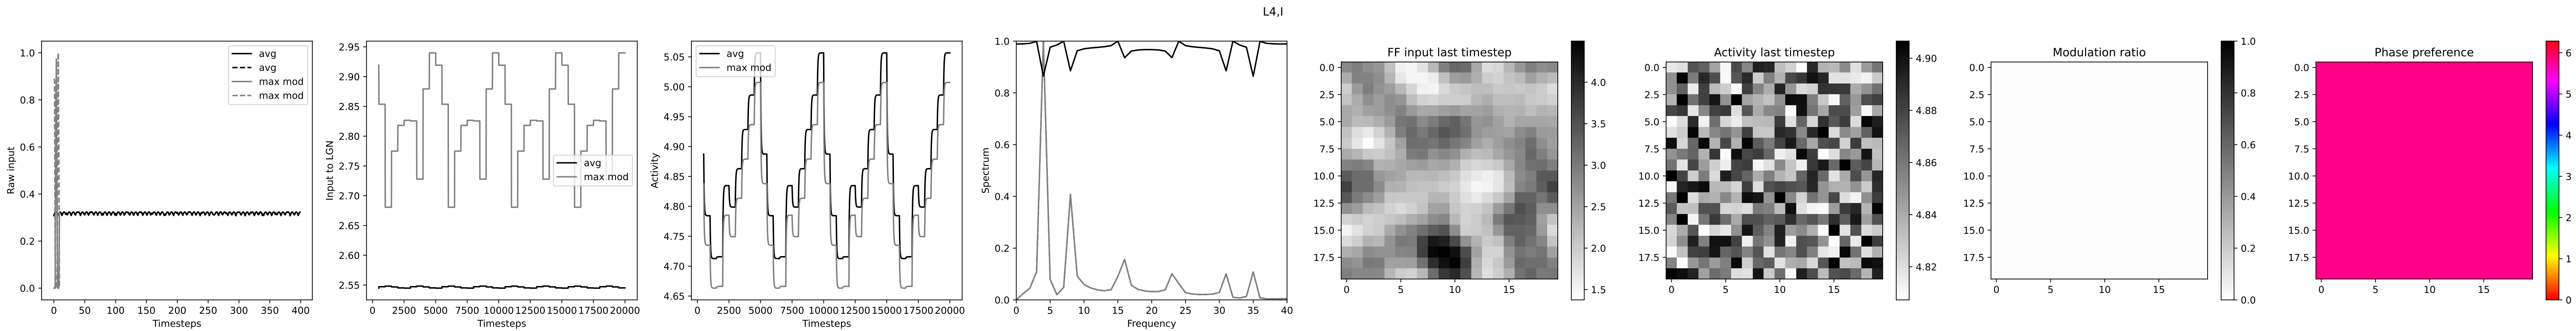 L4,I
Raw input
1.0
0.8
0.6
0.4
0.2
0.0
avg
avg
max mod
max mod
0 50 100 150 200 250 300 350 400
Timesteps
Input to LGN
2.95
2.90
2.85
2.80
2.75
2.70
2.65
2.60
2.55
avg
max mod
0 2500 5000 7500 10000 12500 15000 17500 20000
Timesteps
Activity
5.05
5.00
4.95
4.90
4.85
4.80
4.75
4.70
4.65
avg
max mod
0 2500 5000 7500 10000 12500 15000 17500 20000
Timesteps
Spectrum
1.0
0.8
0.6
0.4
0.2
0.0
0 5 10 15 20 25 30 35 40
Frequency
FF input last timestep
0.0
2.5
5.0
7.5
10.0
12.5
15.0
17.5
0 5 10 15
4.0
3.5
3.0
2.5
2.0
1.5
Activity last timestep
0.0
2.5
5.0
7.5
10.0
12.5
15.0
17.5
0 5 10 15
4.90
4.88
4.86
4.84
4.82
Modulation ratio
0.0
2.5
5.0
7.5
10.0
12.5
15.0
17.5
0 5 10 15
1.0
0.8
0.6
0.4
0.2
0.0
Phase preference
0.0
2.5
5.0
7.5
10.0
12.5
15.0
17.5
0 5 10 15
6
5
4
3
2
1
0